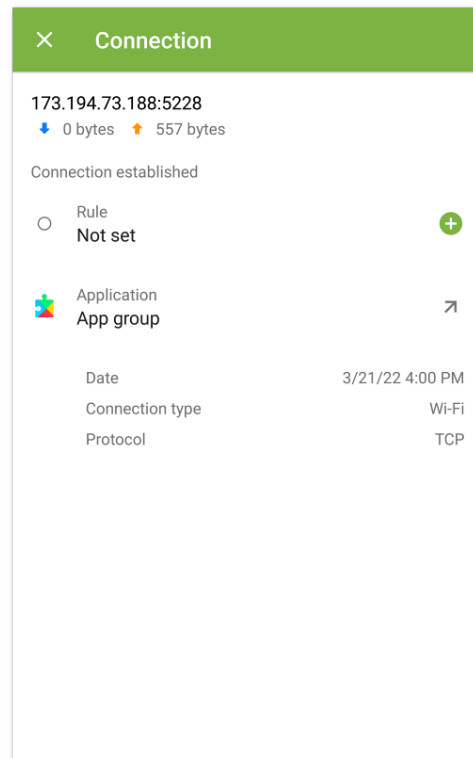 Connection
173.194.73.188:5228
0 bytes 557 bytes
Connection established
Rule
Not set
Application
App group
Date 3/21/22 4:00 PM
Connection type Wi-Fi
Protocol TCP